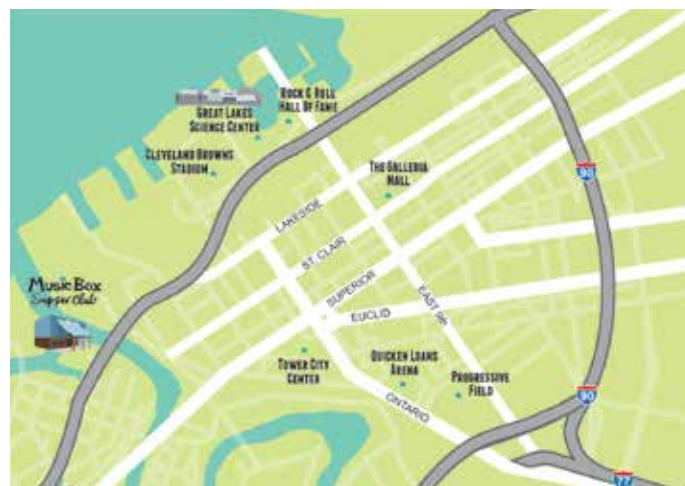 ROCK & ROLL
HALL OF FAME
GREAT LAKES
SCIENCE CENTER
CLEVELAND BROWNS
STADIUM
THE GALLERIA
MALL
90
LAKESIDE
ST. CLAIR
SUPERIOR
EUCLID
EAST 9TH
Music Box
Supper Club
TOWER CITY
CENTER
QUICKEN LOANS
ARENA
PROGRESSIVE
FIELD
ONTARIO
90
77